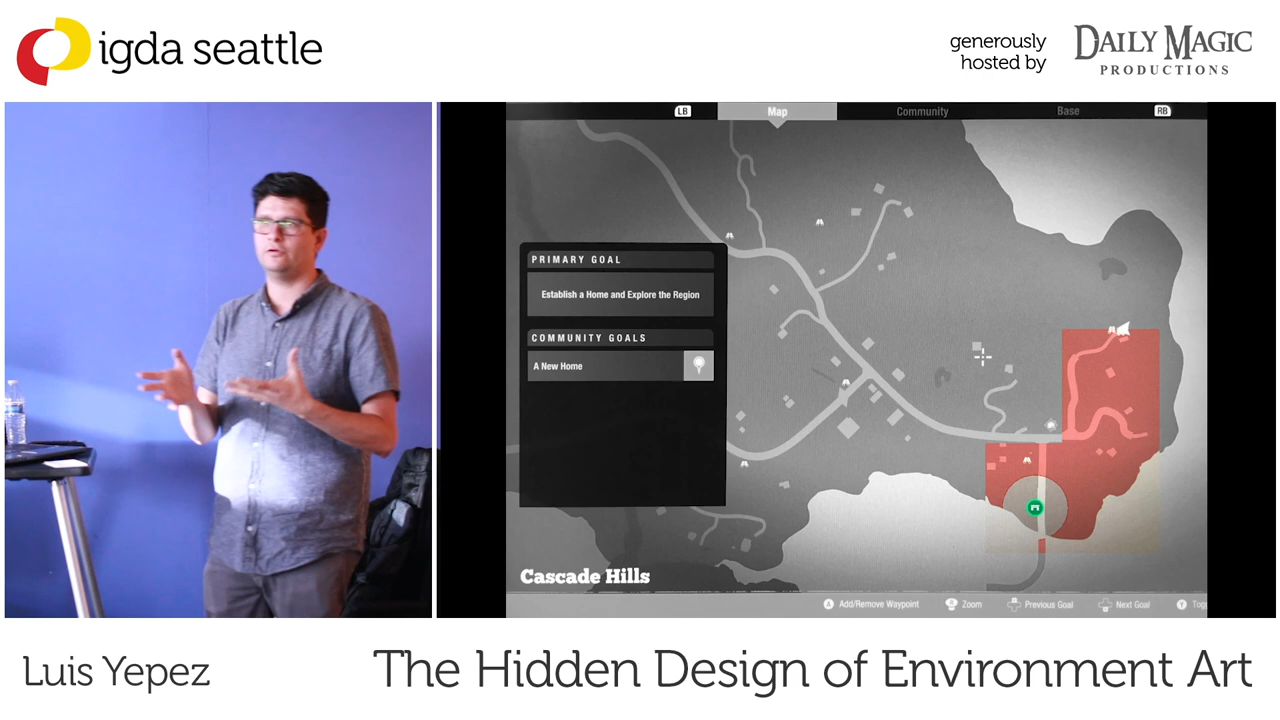 igda seattle
generously
hosted by
DAILY MAGIC
PRODUCTIONS
LB
Map
Community
Base
RB
PRIMARY GOAL
Establish a Home and Explore the Region
COMMUNITY GOALS
A New Home
Cascade Hills
A Add/Remove Waypoint
Zoom
Previous Goal
Next Goal
Y
Luis Yepez
The Hidden Design of Environment Art